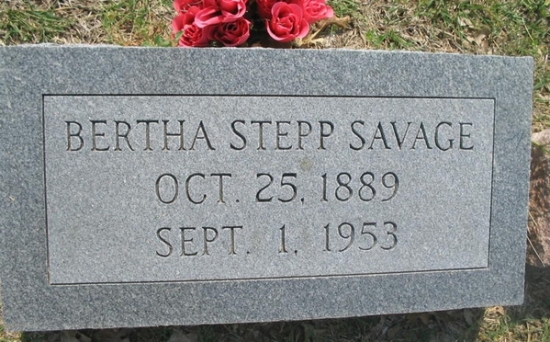 BERTHA STEPP SAVAGE
OCT. 25, 1889
SEPT. 1, 1953